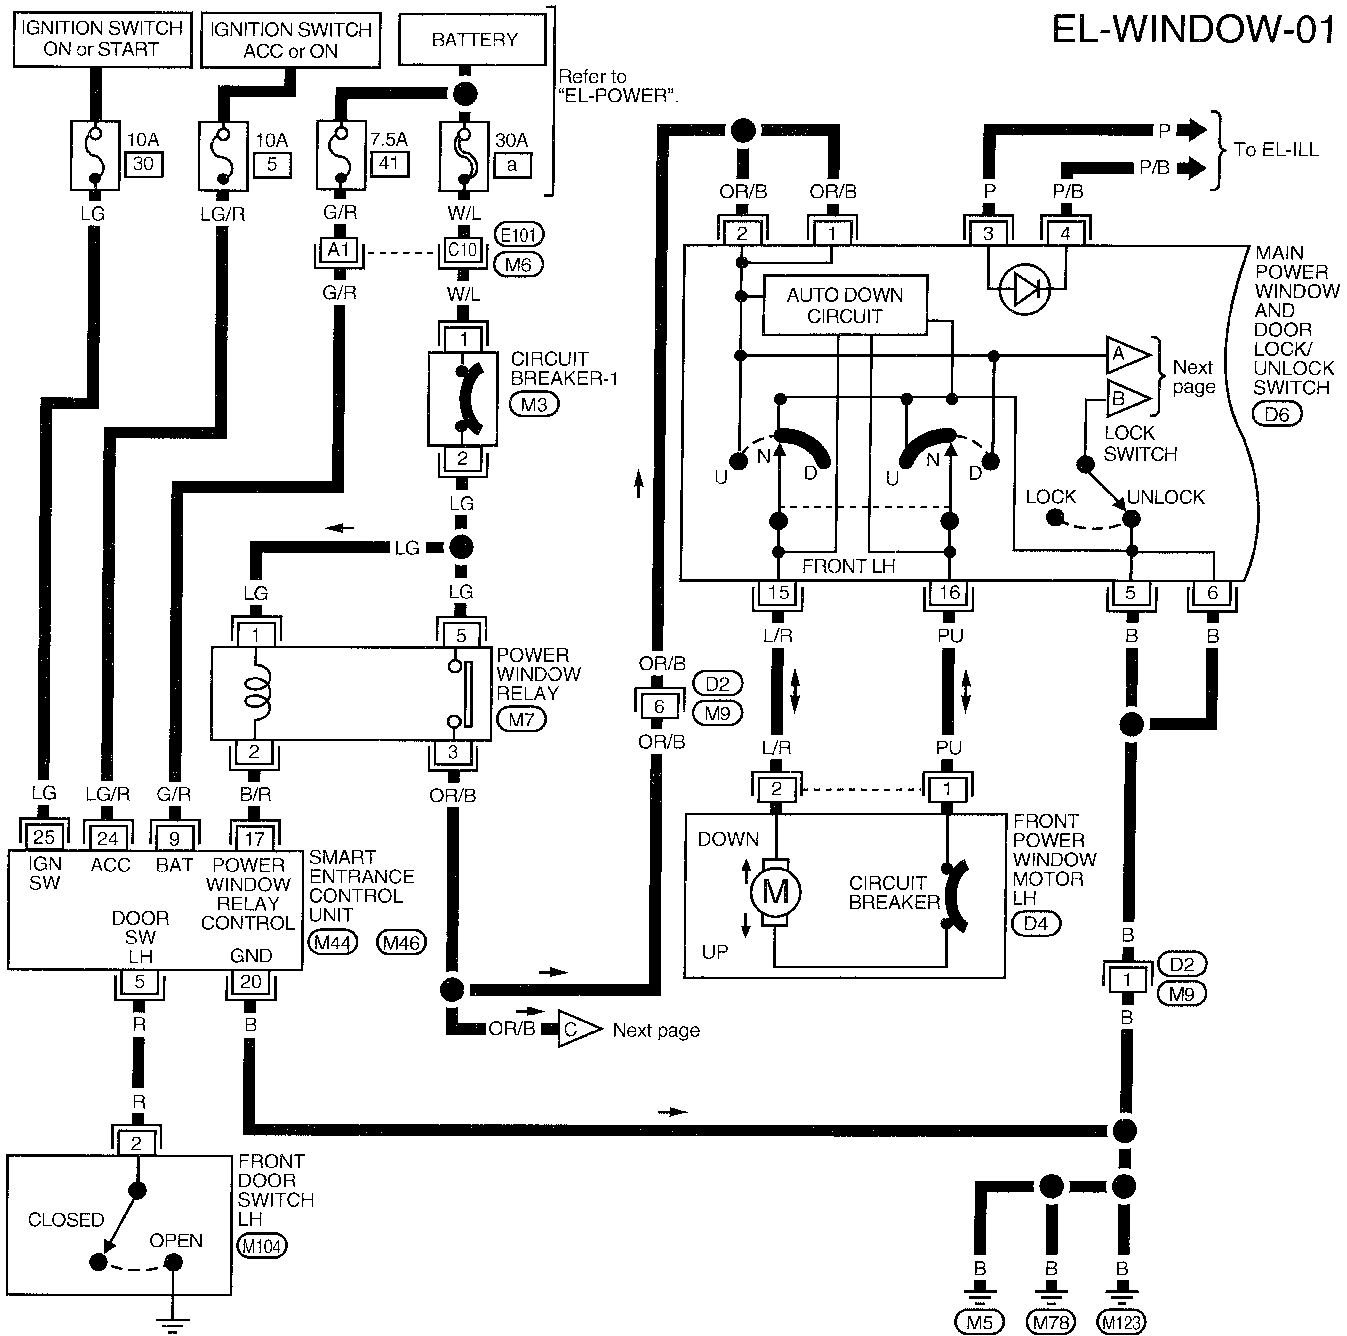 EL-WINDOW-01
IGNITION SWITCH
ON or START
IGNITION SWITCH
ACC or ON
BATTERY
Refer to
"EL-POWER".
10A
30
10A
5
7.5A
41
30A
a
LG
LG/R
G/R
W/L
A1
C10
E101
M6
G/R
W/L
1
CIRCUIT
BREAKER-1
M3
2
LG
LG
LG
LG
1
5
POWER
WINDOW
RELAY
M7
2
3
LG
LG/R
G/R
B/R
OR/B
25
24
9
17
IGN
SW
ACC
BAT
POWER
WINDOW
RELAY
CONTROL
DOOR
SW
LH
GND
SMART
ENTRANCE
CONTROL
UNIT
M44
M46
5
20
R
B
R
2
FRONT
DOOR
SWITCH
LH
M104
CLOSED
OPEN
OR/B
C
Next page
OR/B
6
D2
M9
OR/B
OR/B
OR/B
P
P/B
P
P/B
To EL-ILL
2
1
3
4
MAIN
POWER
WINDOW
AND
DOOR
LOCK/
UNLOCK
SWITCH
D6
AUTO DOWN
CIRCUIT
A
B
Next
page
LOCK
SWITCH
LOCK
UNLOCK
U
N
D
U
N
D
FRONT LH
15
16
5
6
L/R
PU
B
B
L/R
PU
2
1
DOWN
M
UP
CIRCUIT
BREAKER
FRONT
POWER
WINDOW
MOTOR
LH
D4
B
1
D2
M9
B
B
B
B
M5
M78
M123